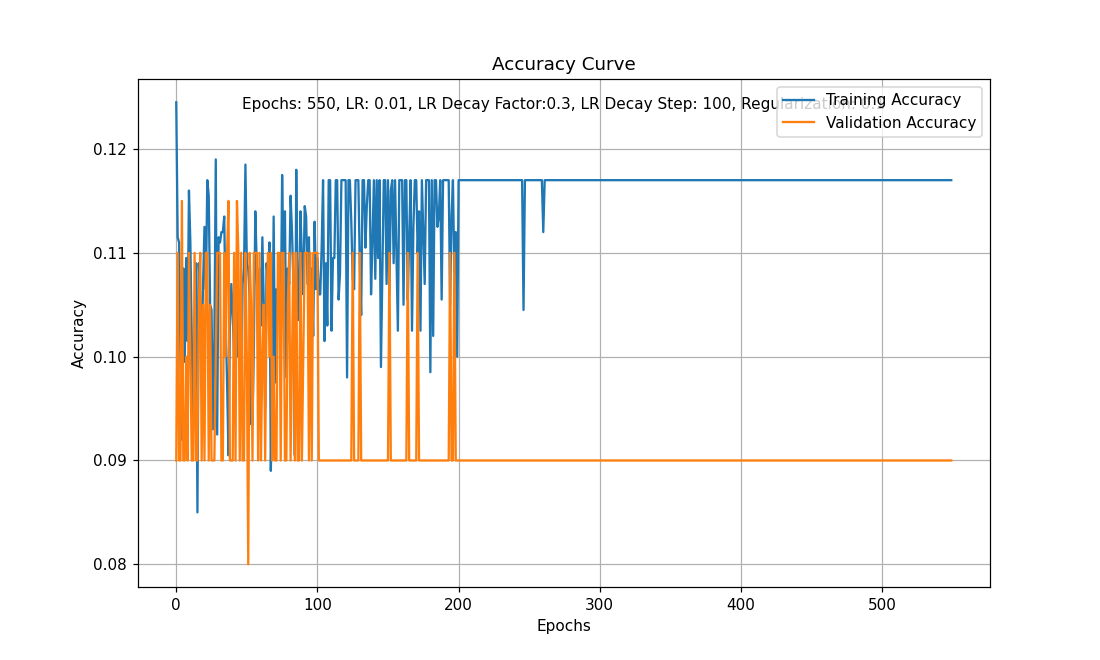 Accuracy Curve
Epochs: 550, LR: 0.01, LR Decay Factor:0.3, LR Decay Step: 100, Regularization:
Training Accuracy
Validation Accuracy
0.12
0.11
0.10
0.09
0.08
Accuracy
0 100 200 300 400 500
Epochs